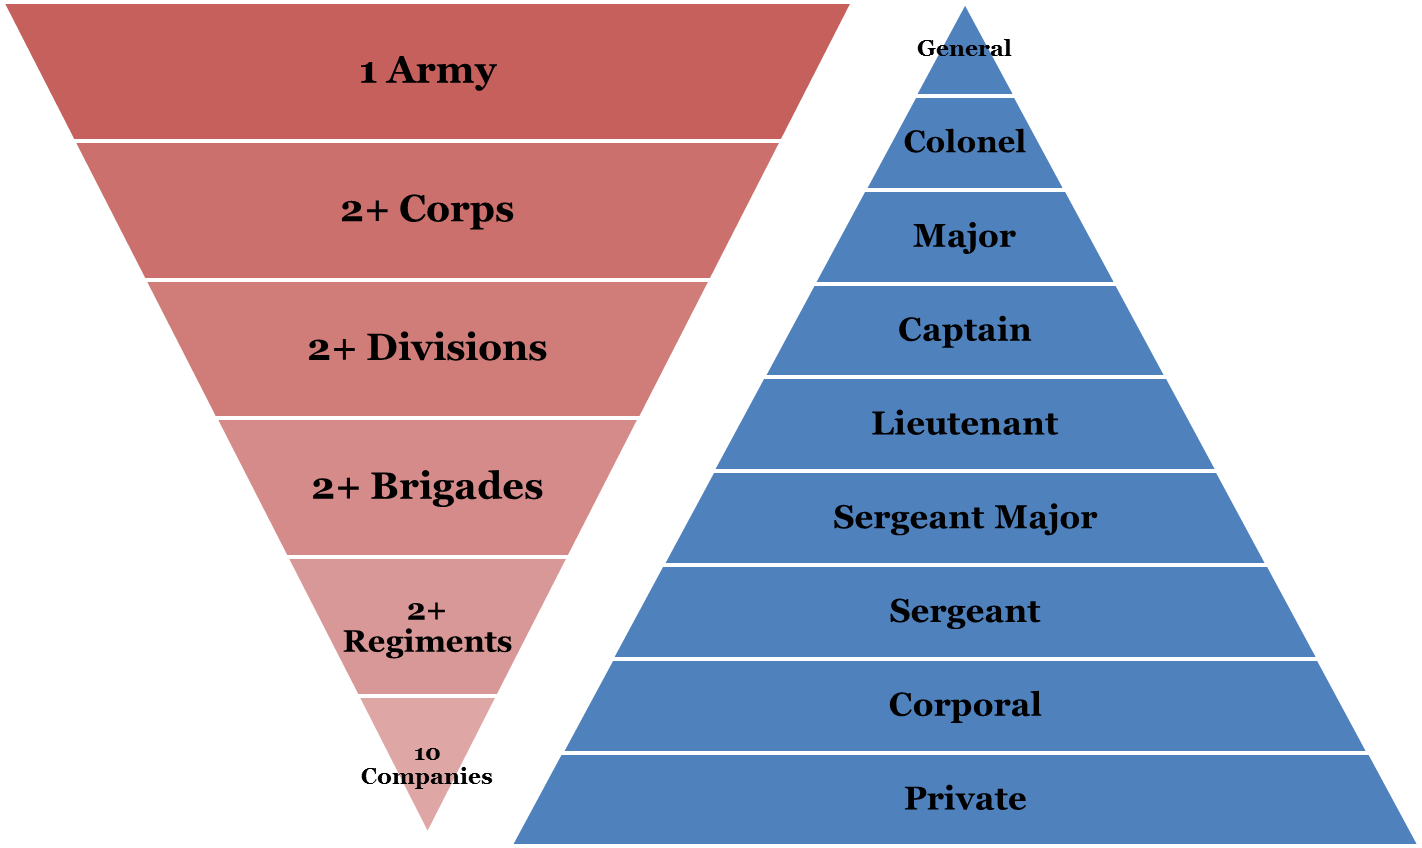 1 Army
2+ Corps
2+ Divisions
2+ Brigades
2+
Regiments
10
Companies
General
Colonel
Major
Captain
Lieutenant
Sergeant Major
Sergeant
Corporal
Private